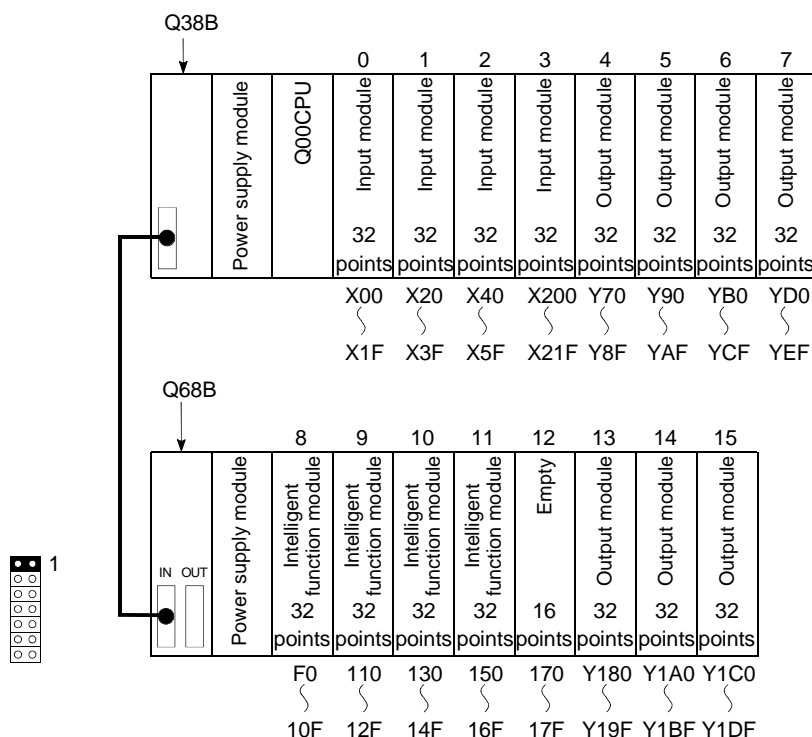 Q38B
0 1 2 3 4 5 6 7
Power supply module
Q00CPU
Input module
Input module
Input module
Input module
Output module
Output module
Output module
Output module
32 32 32 32 32 32 32 32
points points points points points points points points
X00 X20 X40 X200 Y70 Y90 YB0 YD0
X1F X3F X5F X21F Y8F YAF YCF YEF
Q68B
8 9 10 11 12 13 14 15
1
IN OUT
Power supply module
Intelligent
function module
Intelligent
function module
Intelligent
function module
Intelligent
function module
Empty
Output module
Output module
Output module
32 32 32 32 16 32 32 32
points points points points points points points points
F0 110 130 150 170 Y180 Y1A0 Y1C0
10F 12F 14F 16F 17F Y19F Y1BF Y1DF